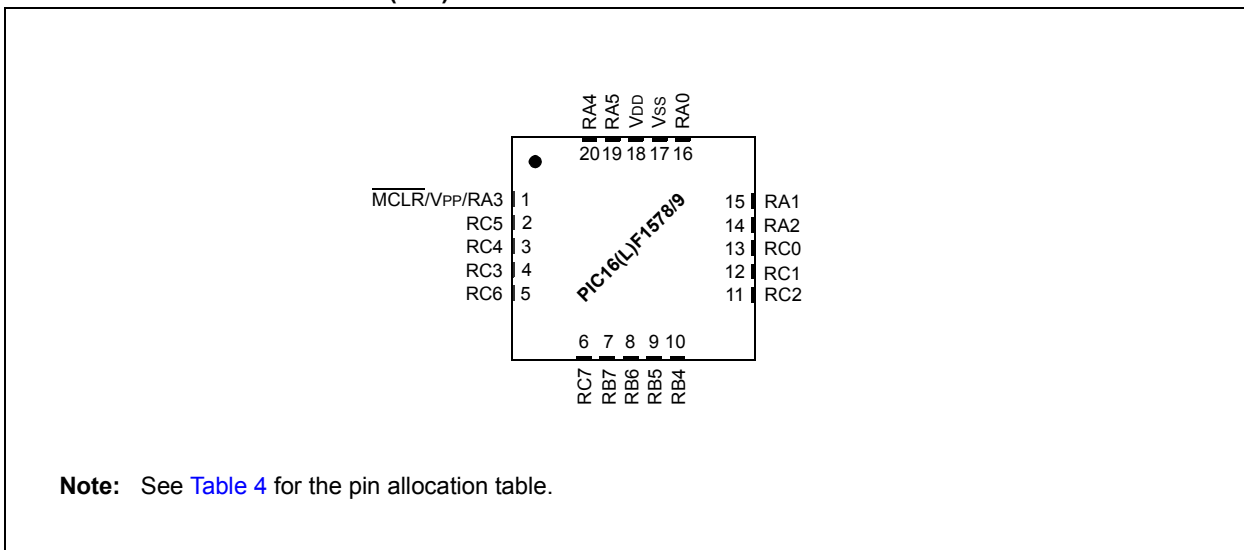 RA4
RA5
VDD
VSS
RA0
20 19 18 17 16
MCLR/VPP/RA3 1
RC5 2
RC4 3
RC3 4
RC6 5
PIC16(L)F1578/9
15 RA1
14 RA2
13 RC0
12 RC1
11 RC2
6 7 8 9 10
RC7
RB7
RB6
RB5
RB4
Note: See Table 4 for the pin allocation table.